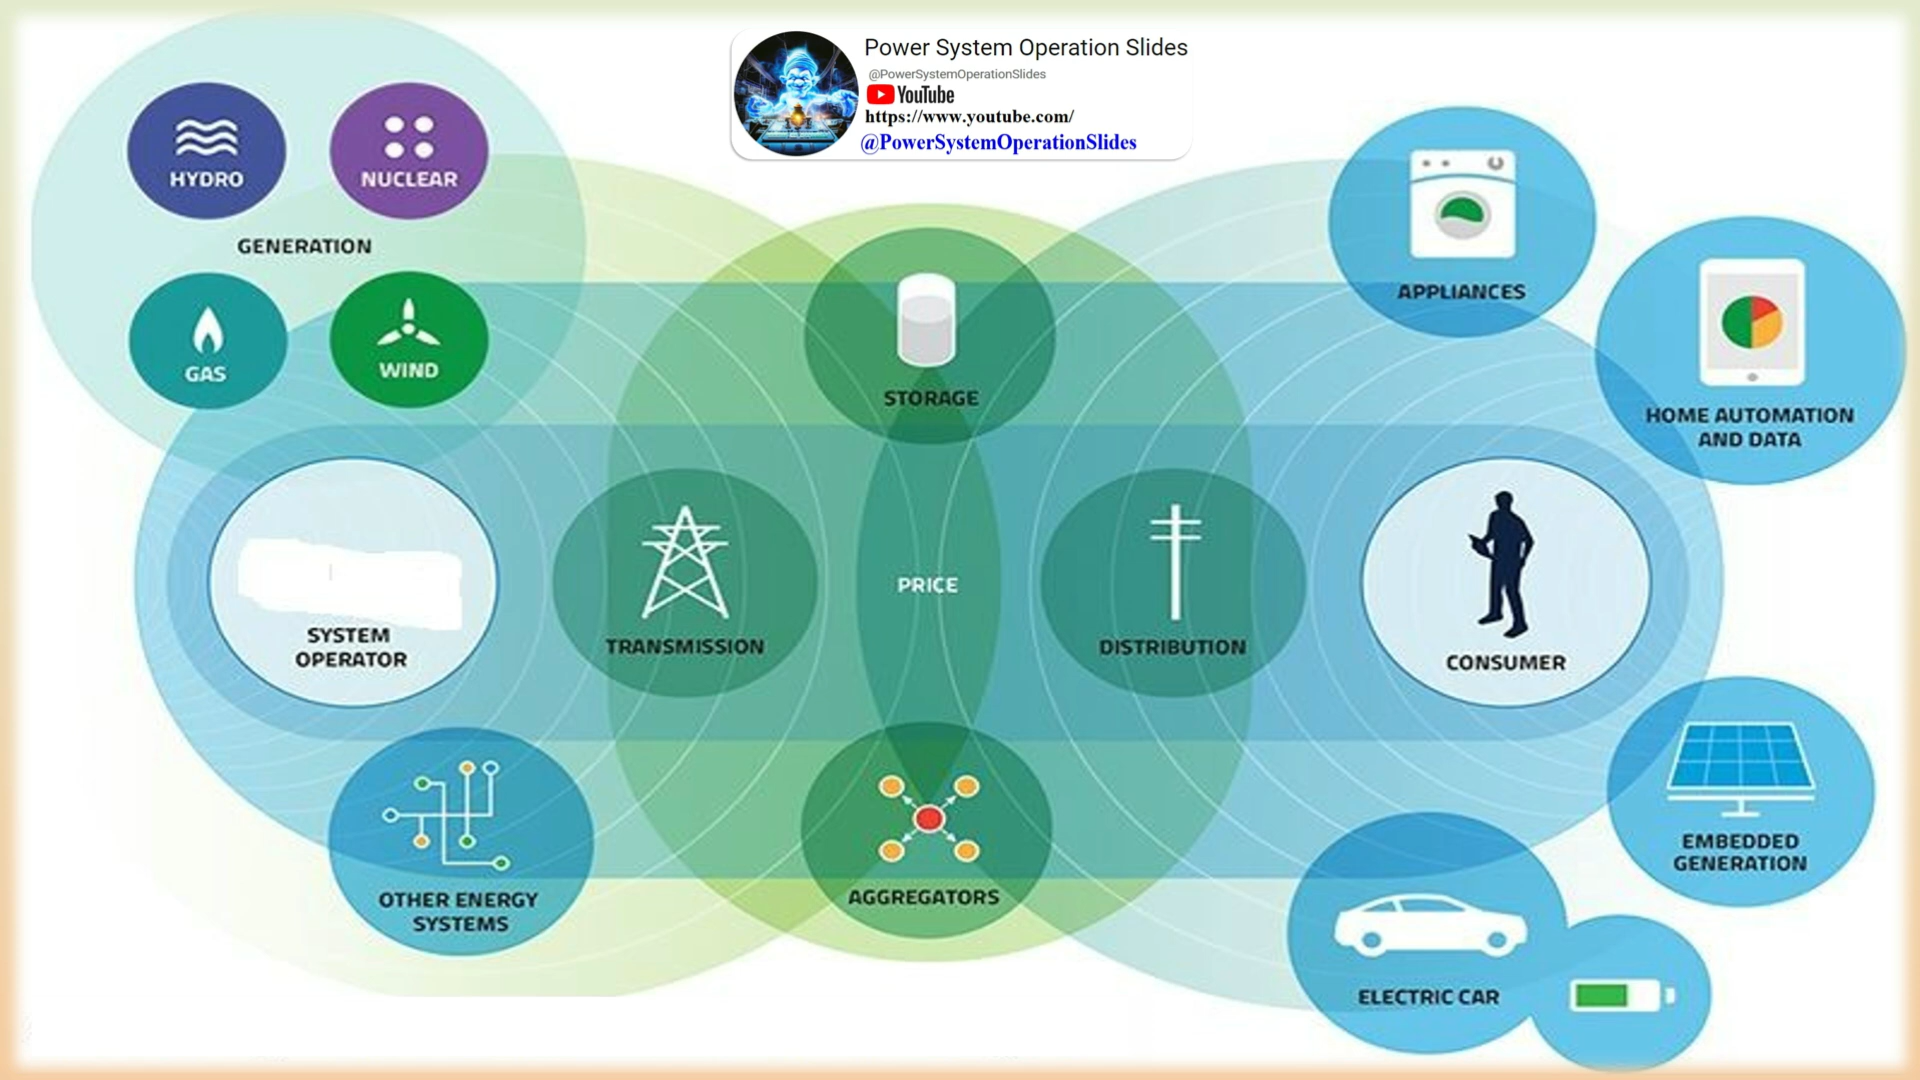 Power System Operation Slides
@PowerSystemOperationSlides
YouTube
https://www.youtube.com/
@PowerSystemOperationSlides
HYDRO
NUCLEAR
GENERATION
GAS
WIND
STORAGE
APPLIANCES
HOME AUTOMATION
AND DATA
SYSTEM
OPERATOR
TRANSMISSION
PRICE
DISTRIBUTION
CONSUMER
OTHER ENERGY
SYSTEMS
AGGREGATORS
EMBEDDED
GENERATION
ELECTRIC CAR